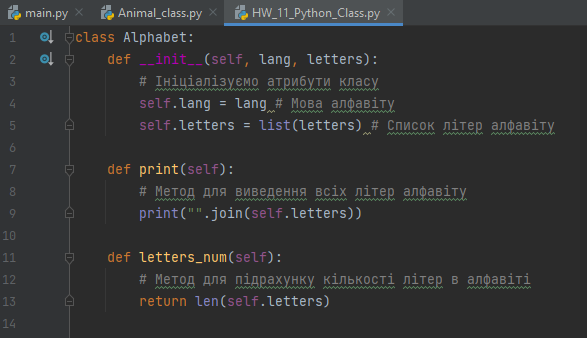 main.py Animal_class.py HW_11_Python_Class.py
1 class Alphabet:
2     def __init__(self, lang, letters):
3         # Ініціалізуємо атрибути класу
4         self.lang = lang # Мова алфавіту
5         self.letters = list(letters) # Список літер алфавіту
6
7     def print(self):
8         # Метод для виведення всіх літер алфавіту
9         print("".join(self.letters))
10
11     def letters_num(self):
12         # Метод для підрахунку кількості літер в алфавіті
13         return len(self.letters)
14